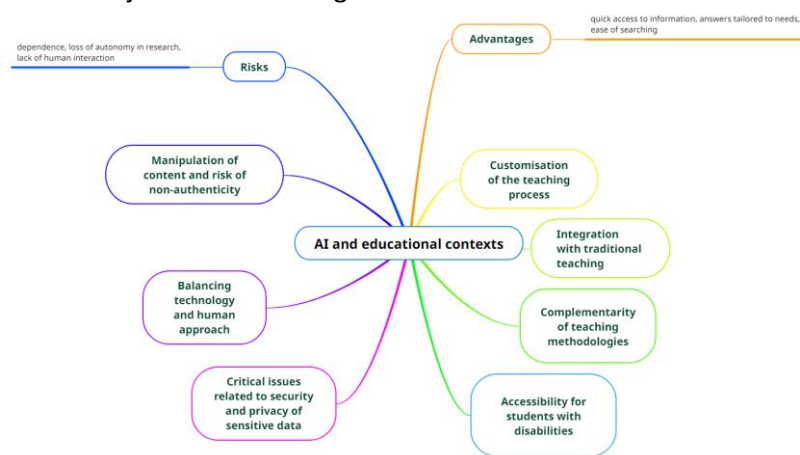 dependence, loss of autonomy in research,
lack of human interaction
Risks
Advantages
quick access to information, answers tailored to needs,
ease of searching
Manipulation of
content and risk of
non-authenticity
Customisation
of the teaching
process
AI and educational contexts
Integration
with traditional
teaching
Balancing
technology
and human
approach
Complementarity
of teaching
methodologies
Critical issues
related to security
and privacy of
sensitive data
Accessibility for
students with
disabilities